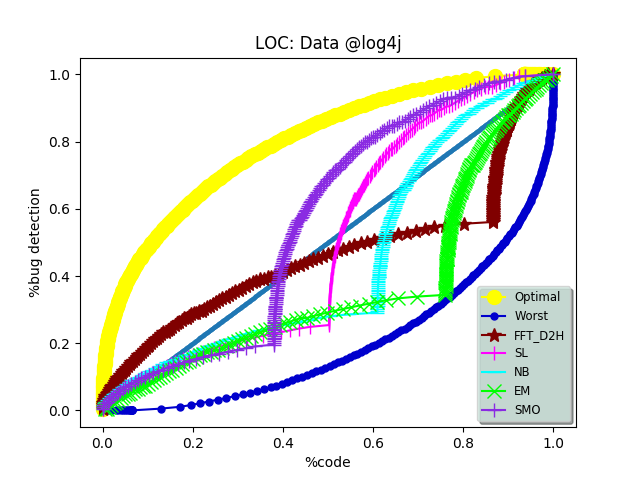 LOC: Data @log4j
%bug detection
1.0
0.8
0.6
0.4
0.2
0.0
0.0 0.2 0.4 0.6 0.8 1.0
%code
Optimal
Worst
FFT_D2H
SL
NB
EM
SMO